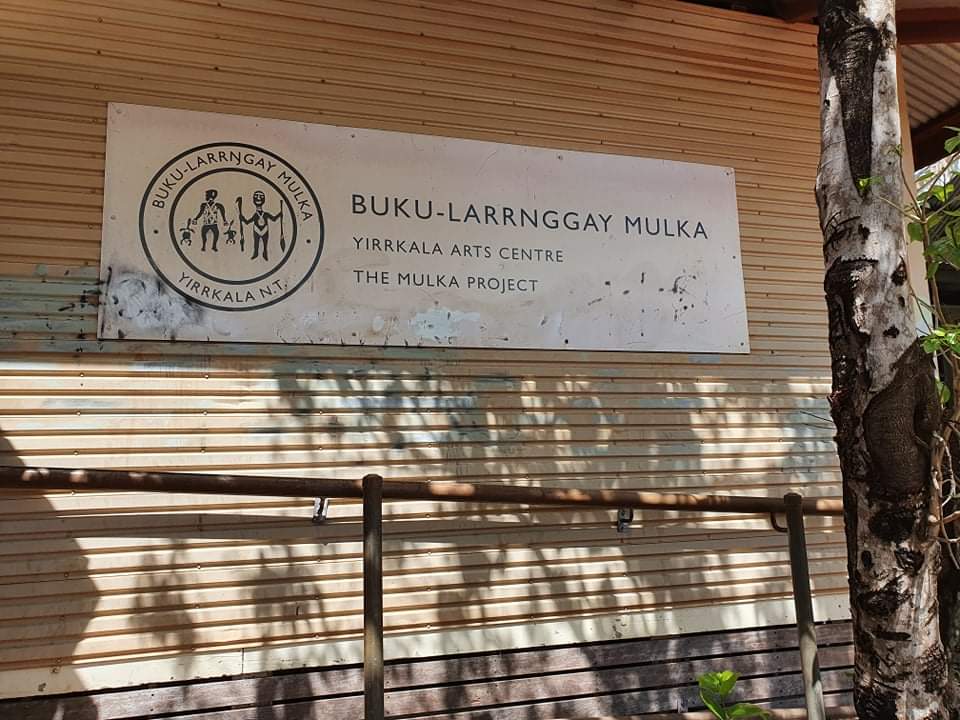 BUKU-LARRŊGAY MULKA
YIRRKALA N.T.
BUKU-LARRNGGAY MULKA
YIRRKALA ARTS CENTRE
THE MULKA PROJECT